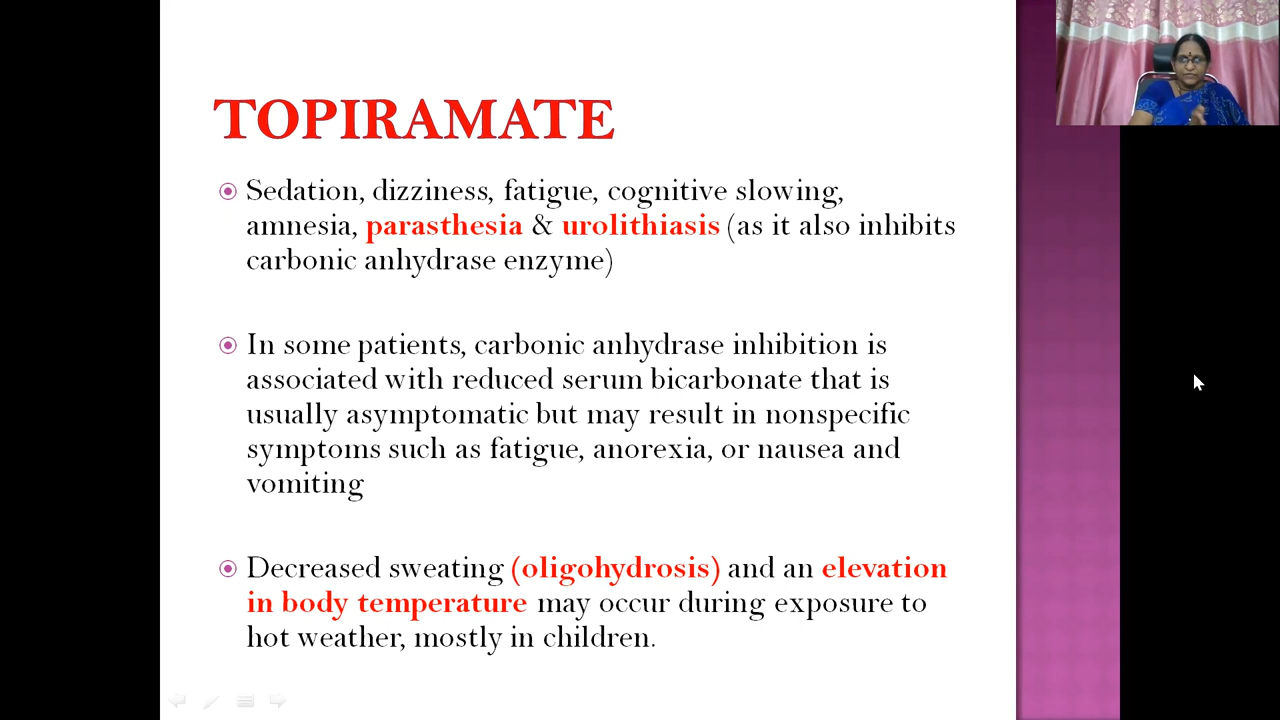 TOPIRAMATE
Sedation, dizziness, fatigue, cognitive slowing,
amnesia, parasthesia & urolithiasis (as it also inhibits
carbonic anhydrase enzyme)
In some patients, carbonic anhydrase inhibition is
associated with reduced serum bicarbonate that is
usually asymptomatic but may result in nonspecific
symptoms such as fatigue, anorexia, or nausea and
vomiting
Decreased sweating (oligohydrosis) and an elevation
in body temperature may occur during exposure to
hot weather, mostly in children.